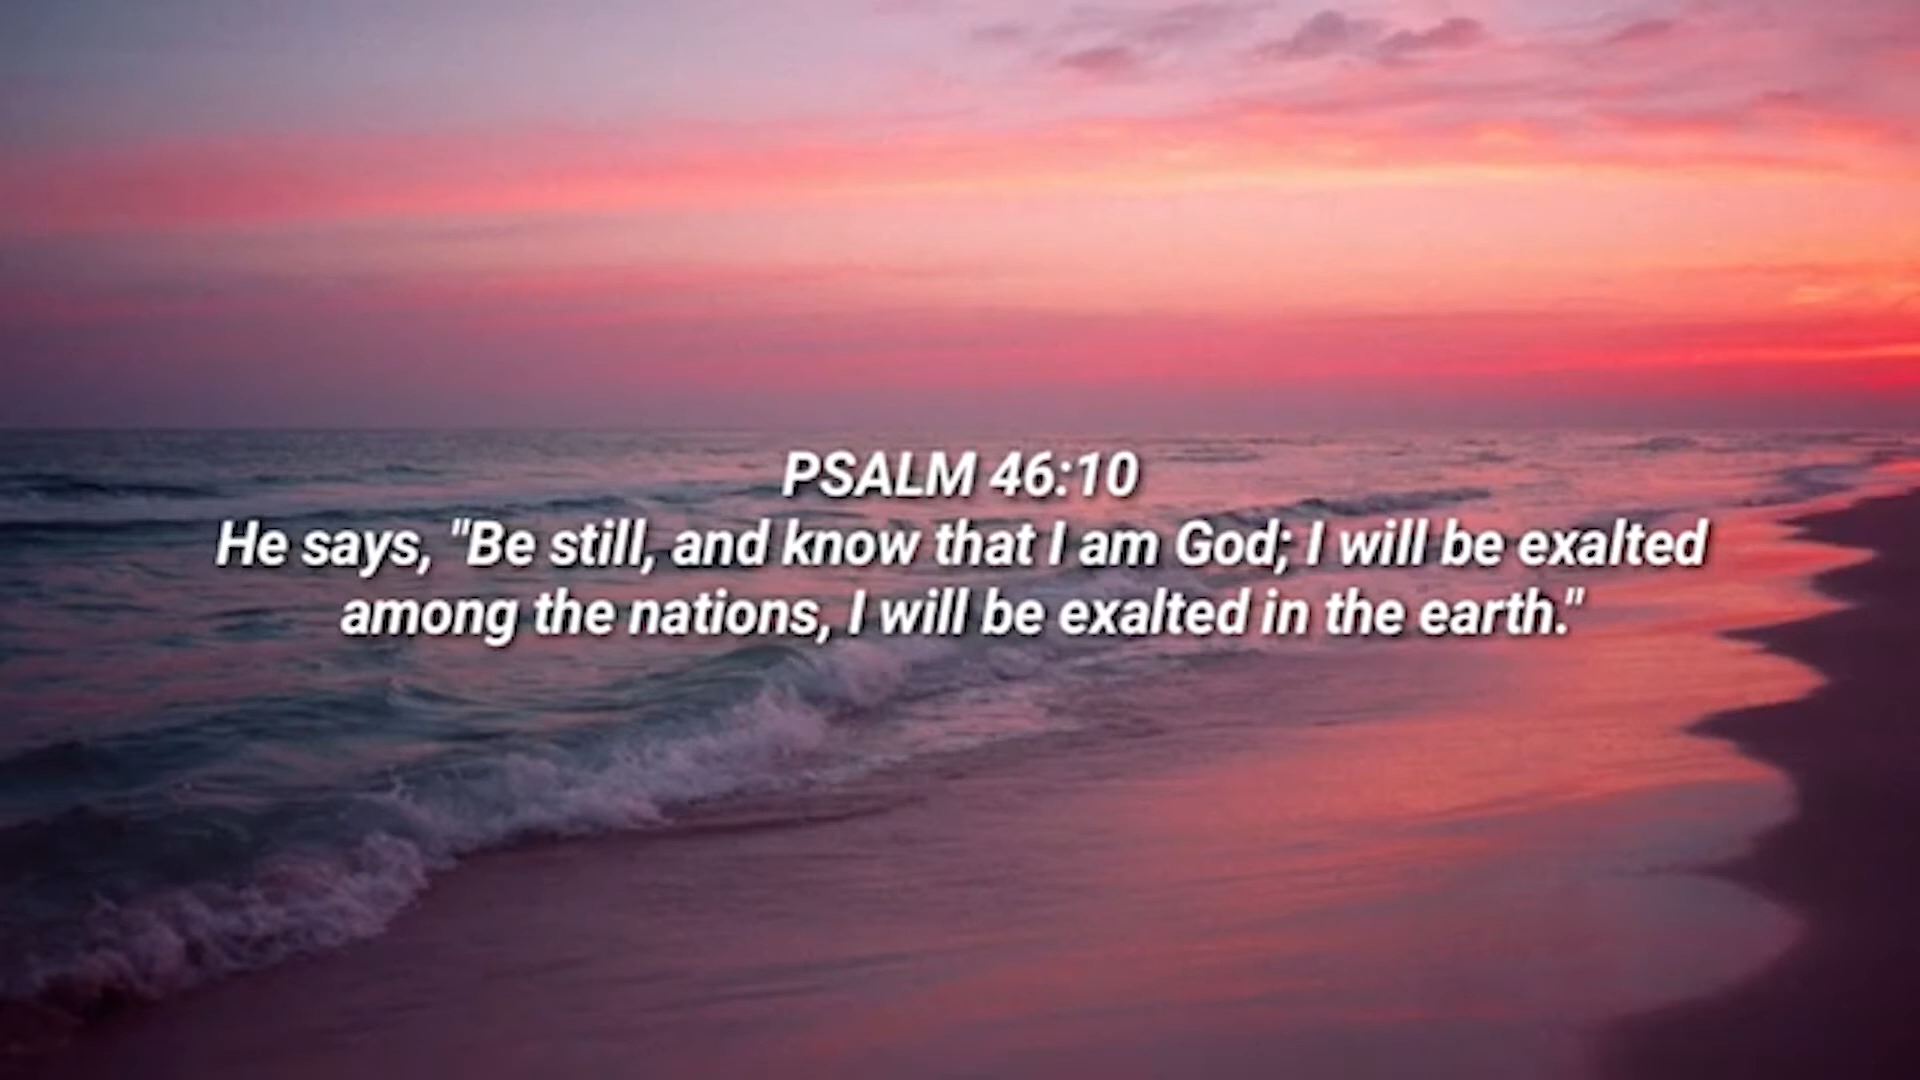 PSALM 46:10
He says, "Be still, and know that I am God; I will be exalted
among the nations, I will be exalted in the earth."